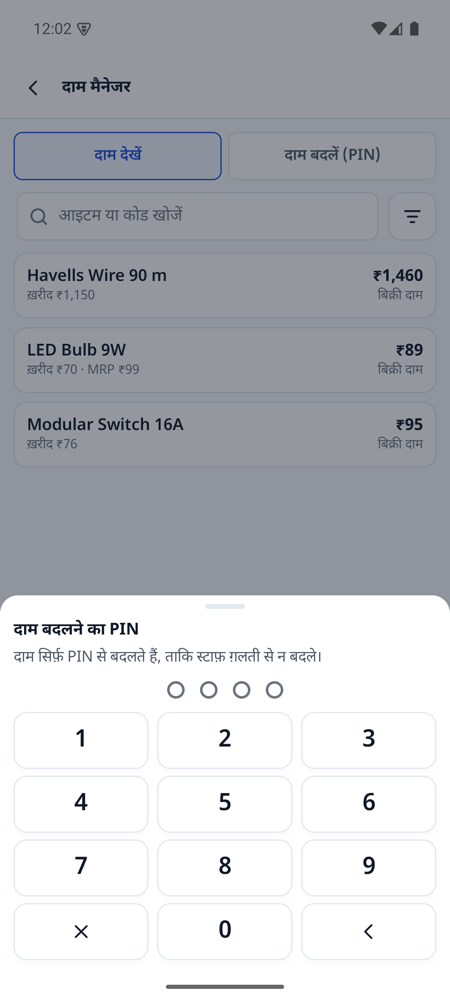 12:02
दाम मैनेजर
दाम देखें
दाम बदलें (PIN)
आइटम या कोड खोजें
Havells Wire 90 m
₹1,460
ख़रीद ₹1,150
बिक्री दाम
LED Bulb 9W
₹89
ख़रीद ₹70 · MRP ₹99
बिक्री दाम
Modular Switch 16A
₹95
ख़रीद ₹76
बिक्री दाम
दाम बदलने का PIN
दाम सिर्फ़ PIN से बदलते हैं, ताकि स्टाफ़ ग़लती से न बदले।
1 2 3
4 5 6
7 8 9
0